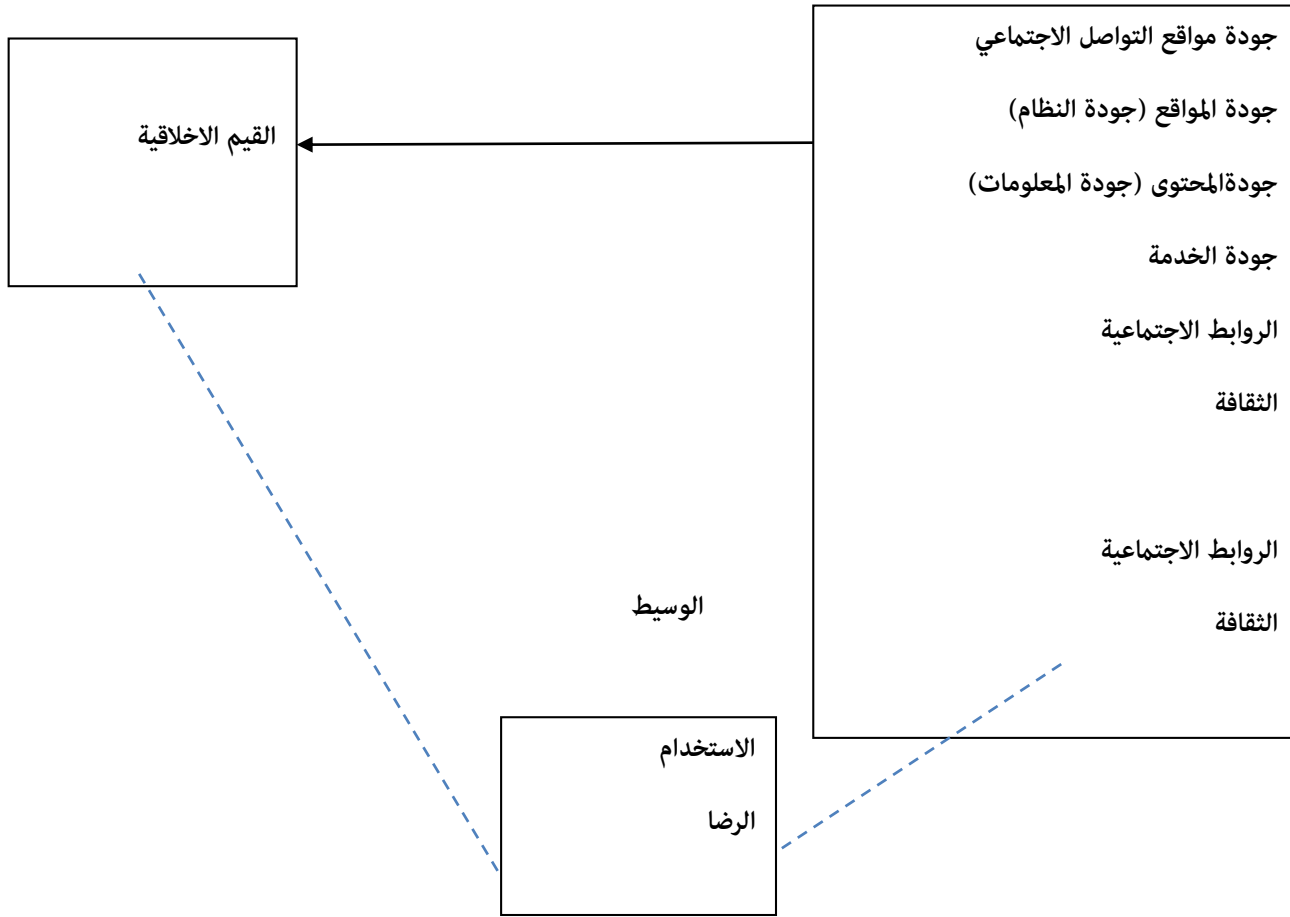 جودة مواقع التواصل الاجتماعي
جودة المواقع (جودة النظام)
جودةالمحتوى (جودة المعلومات)
جودة الخدمة
الروابط الاجتماعية
الثقافة
الروابط الاجتماعية
الثقافة
القيم الاخلاقية
الوسيط
الاستخدام
الرضا